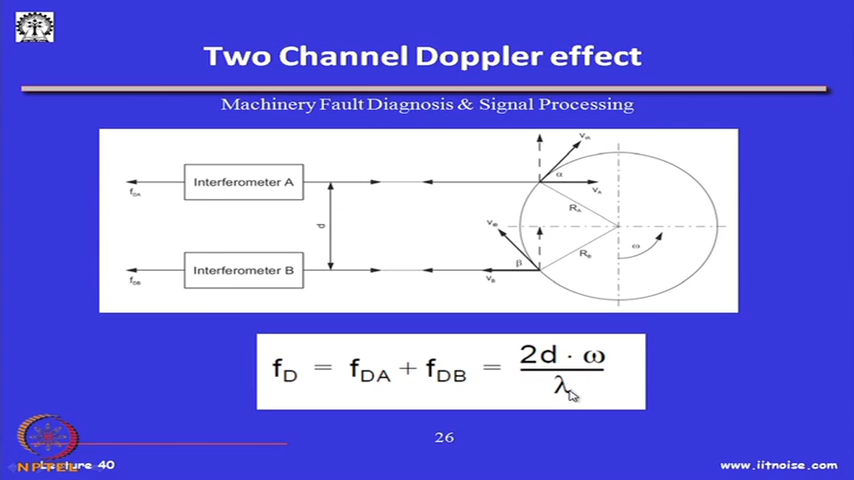 Two Channel Doppler effect
Machinery Fault Diagnosis & Signal Processing
Interferometer A
f_DA
d
Interferometer B
f_DB
v_tA
α
v_A
R_A
v_tB
β
v_B
R_B
ω
f_D = f_DA + f_DB = 2d · ω / λ
26
NPTEL
Lecture 40
www.iitnoise.com